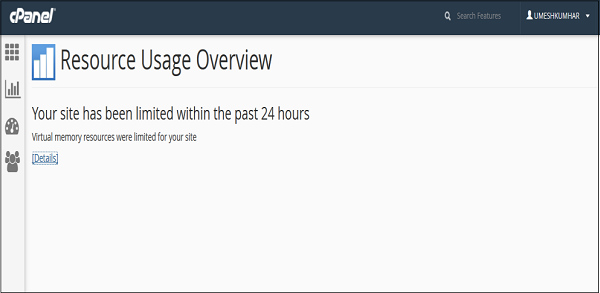 cPanel
Search Features
UMESHKUMHAR
Resource Usage Overview
Your site has been limited within the past 24 hours
Virtual memory resources were limited for your site
[Details]